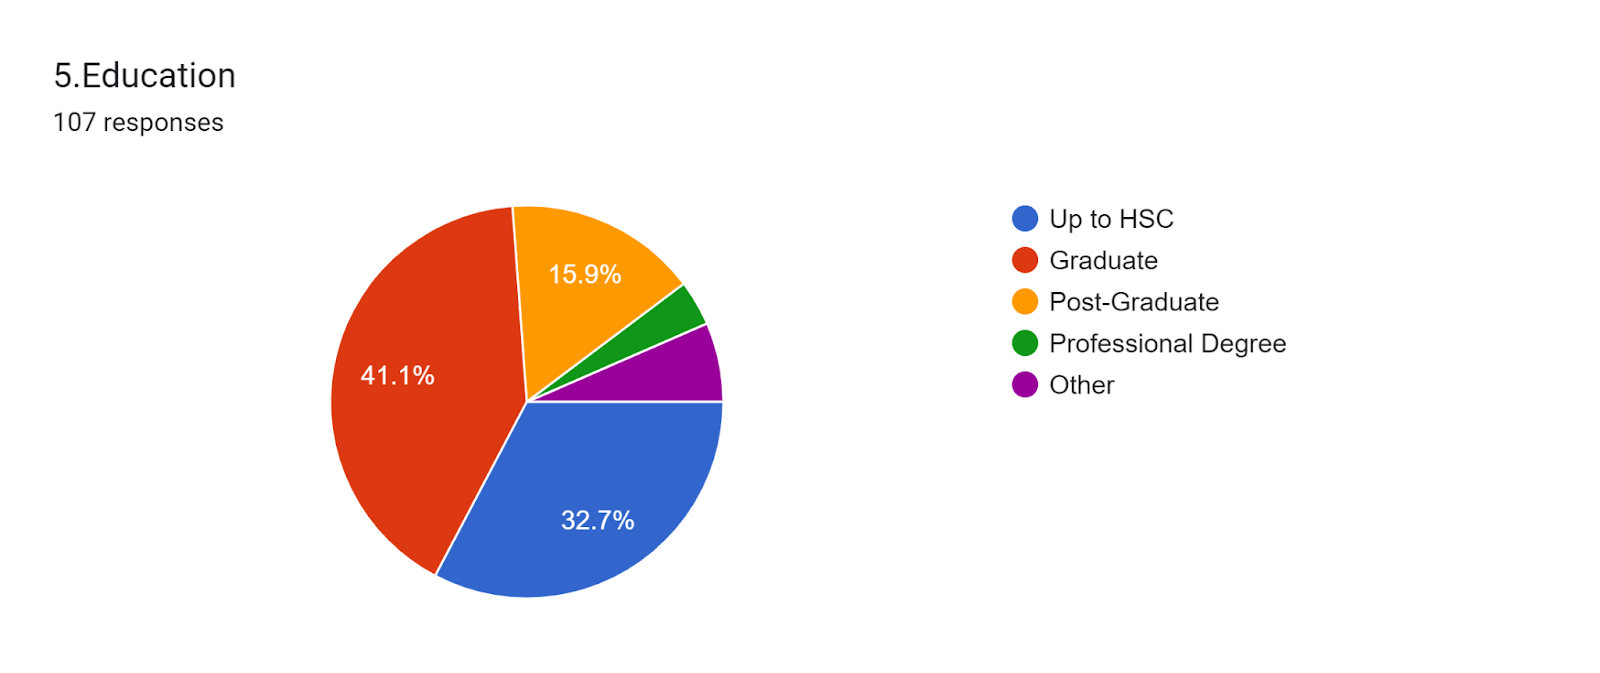 5.Education
107 responses
15.9%
41.1%
32.7%
Up to HSC
Graduate
Post-Graduate
Professional Degree
Other